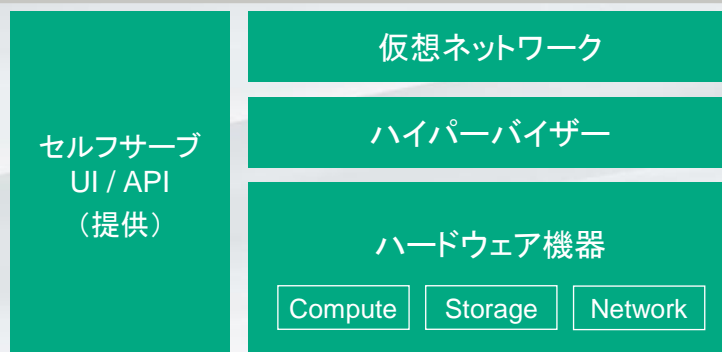 セルフサーブ
UI / API
（提供）
仮想ネットワーク
ハイパーバイザー
ハードウェア機器
Compute
Storage
Network